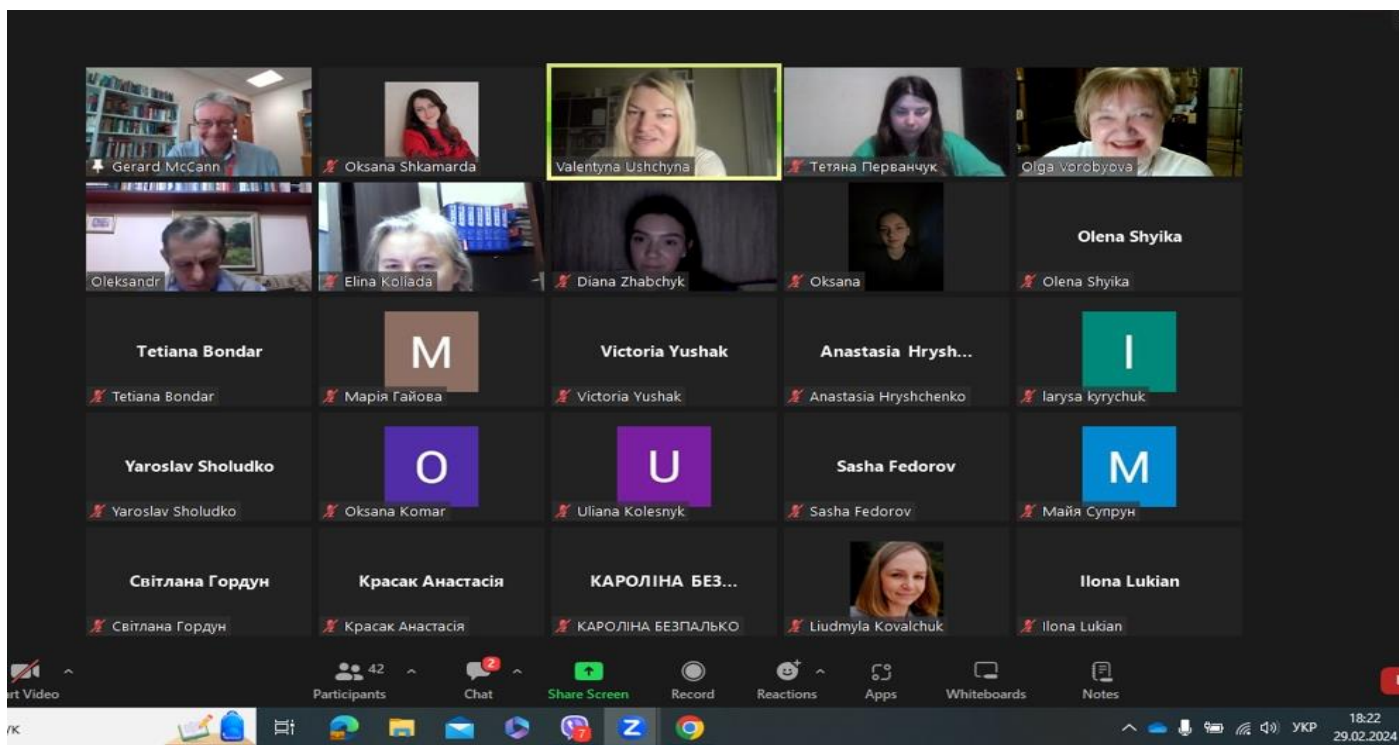 Gerard McCann
Oksana Shkamarda
Valentyna Ushchyna
Тетяна Перванчук
Olga Vorobyova
Oleksandr
Elina Koliada
Diana Zhabchyk
Oksana
Olena Shyika
Olena Shyika
Tetiana Bondar
Tetiana Bondar
М
Марія Гайова
Victoria Yushak
Victoria Yushak
Anastasia Hrysh...
Anastasia Hryshchenko
l
larysa kyrychuk
Yaroslav Sholudko
Yaroslav Sholudko
O
Oksana Komar
U
Uliana Kolesnyk
Sasha Fedorov
Sasha Fedorov
М
Майя Супрун
Світлана Гордун
Світлана Гордун
Красак Анастасія
Красак Анастасія
КАРОЛІНА БЕЗ...
КАРОЛІНА БЕЗПАЛЬКО
Liudmyla Kovalchuk
Ilona Lukian
Ilona Lukian
rt Video
42
Participants
2
Chat
Share Screen
Record
Reactions
Apps
Whiteboards
Notes
ук
7
Z
УКР
18:22
29.02.2024